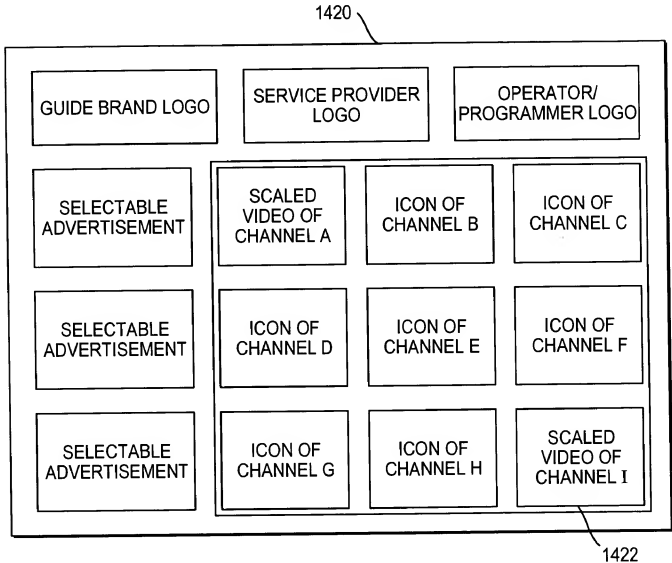 1420
GUIDE BRAND LOGO
SERVICE PROVIDER
LOGO
OPERATOR/
PROGRAMMER LOGO
SELECTABLE
ADVERTISEMENT
SCALED
VIDEO OF
CHANNEL A
ICON OF
CHANNEL B
ICON OF
CHANNEL C
SELECTABLE
ADVERTISEMENT
ICON OF
CHANNEL D
ICON OF
CHANNEL E
ICON OF
CHANNEL F
SELECTABLE
ADVERTISEMENT
ICON OF
CHANNEL G
ICON OF
CHANNEL H
SCALED
VIDEO OF
CHANNEL I
1422